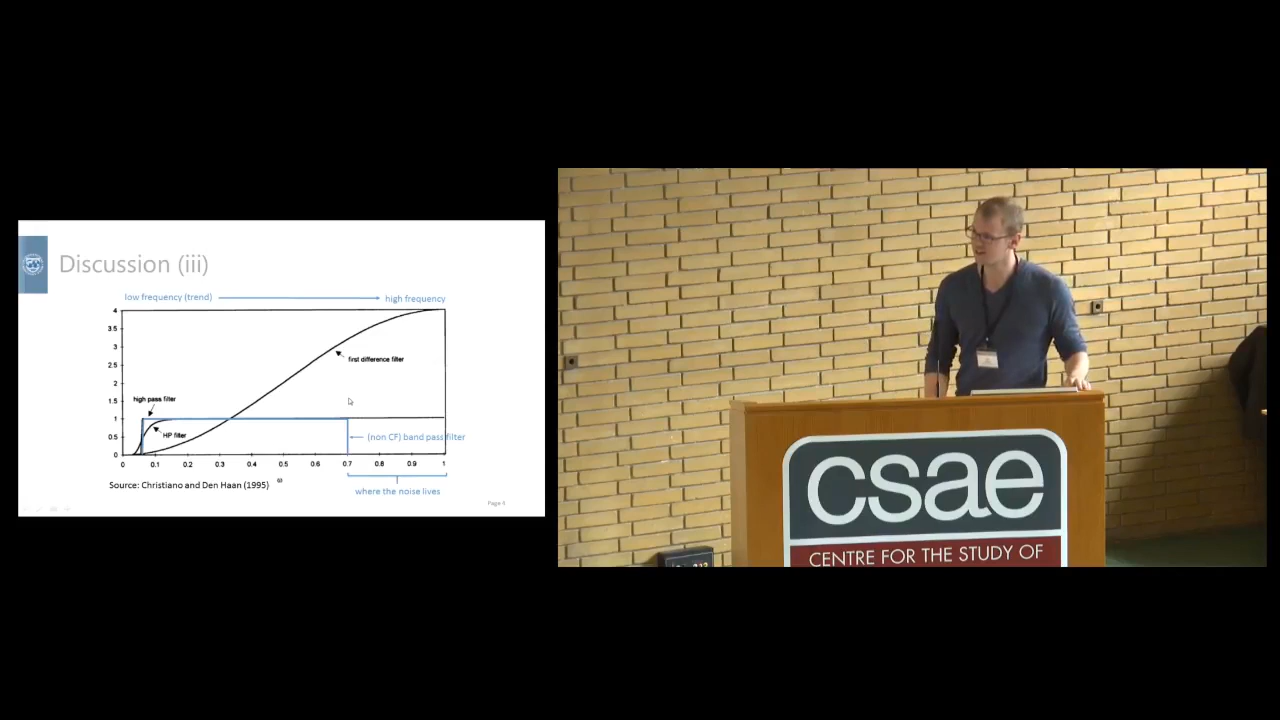 Discussion (iii)
low frequency (trend)
high frequency
4
3.5
3
2.5
2
1.5
1
0.5
0
first difference filter
high pass filter
HP filter
(non CF) band pass filter
0 0.1 0.2 0.3 0.4 0.5 0.6 0.7 0.8 0.9 1
Source: Christiano and Den Haan (1995)
where the noise lives
Page 6
csae
CENTRE FOR THE STUDY OF